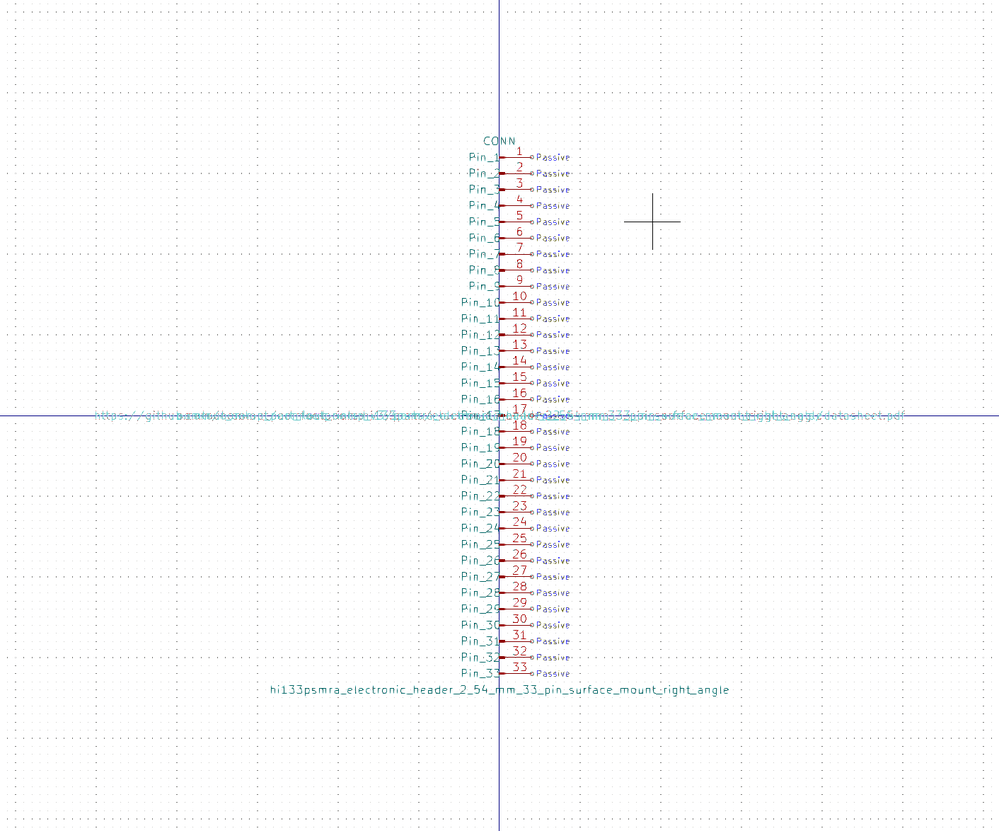 CONN
Pin_1 1 Passive
Pin_2 2 Passive
Pin_3 3 Passive
Pin_4 4 Passive
Pin_5 5 Passive
Pin_6 6 Passive
Pin_7 7 Passive
Pin_8 8 Passive
Pin_9 9 Passive
Pin_10 10 Passive
Pin_11 11 Passive
Pin_12 12 Passive
Pin_13 13 Passive
Pin_14 14 Passive
Pin_15 15 Passive
Pin_16 16 Passive
17
Pin_18 18 Passive
Pin_19 19 Passive
Pin_20 20 Passive
Pin_21 21 Passive
Pin_22 22 Passive
Pin_23 23 Passive
Pin_24 24 Passive
Pin_25 25 Passive
Pin_26 26 Passive
Pin_27 27 Passive
Pin_28 28 Passive
Pin_29 29 Passive
Pin_30 30 Passive
Pin_31 31 Passive
Pin_32 32 Passive
Pin_33 33 Passive
hi133psmra_electronic_header_2_54_mm_33_pin_surface_mount_right_angle